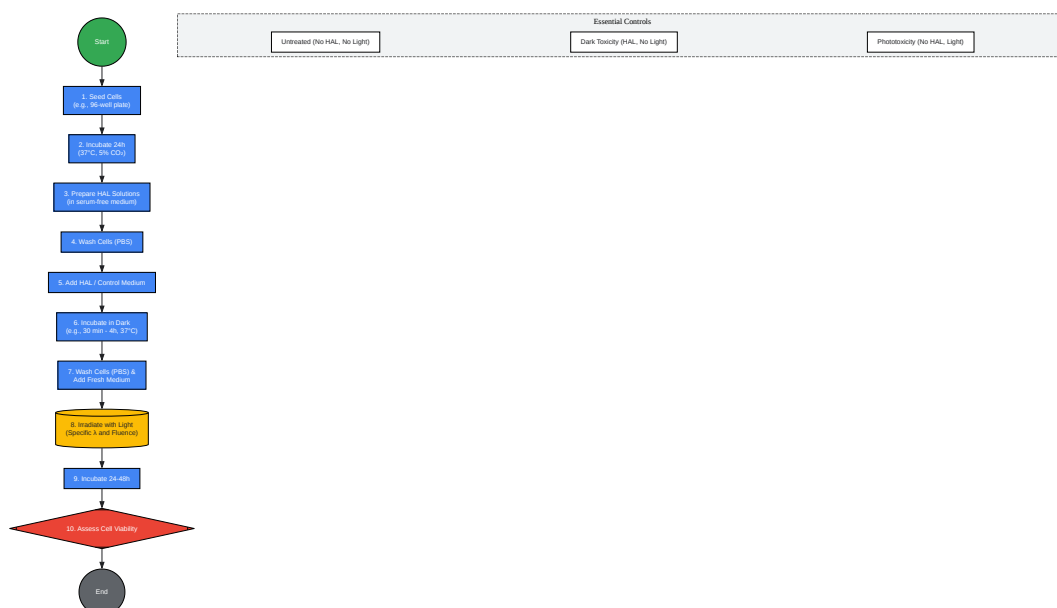 Start
1. Seed Cells
(e.g., 96-well plate)
2. Incubate 24h
(37°C, 5% CO₂)
3. Prepare HAL Solutions
(in serum-free medium)
4. Wash Cells (PBS)
5. Add HAL / Control Medium
6. Incubate in Dark
(e.g., 30 min - 4h, 37°C)
7. Wash Cells (PBS) &
Add Fresh Medium
8. Irradiate with Light
(Specific λ and Fluence)
9. Incubate 24-48h
10. Assess Cell Viability
End
Essential Controls
Untreated (No HAL, No Light)
Dark Toxicity (HAL, No Light)
Phototoxicity (No HAL, Light)